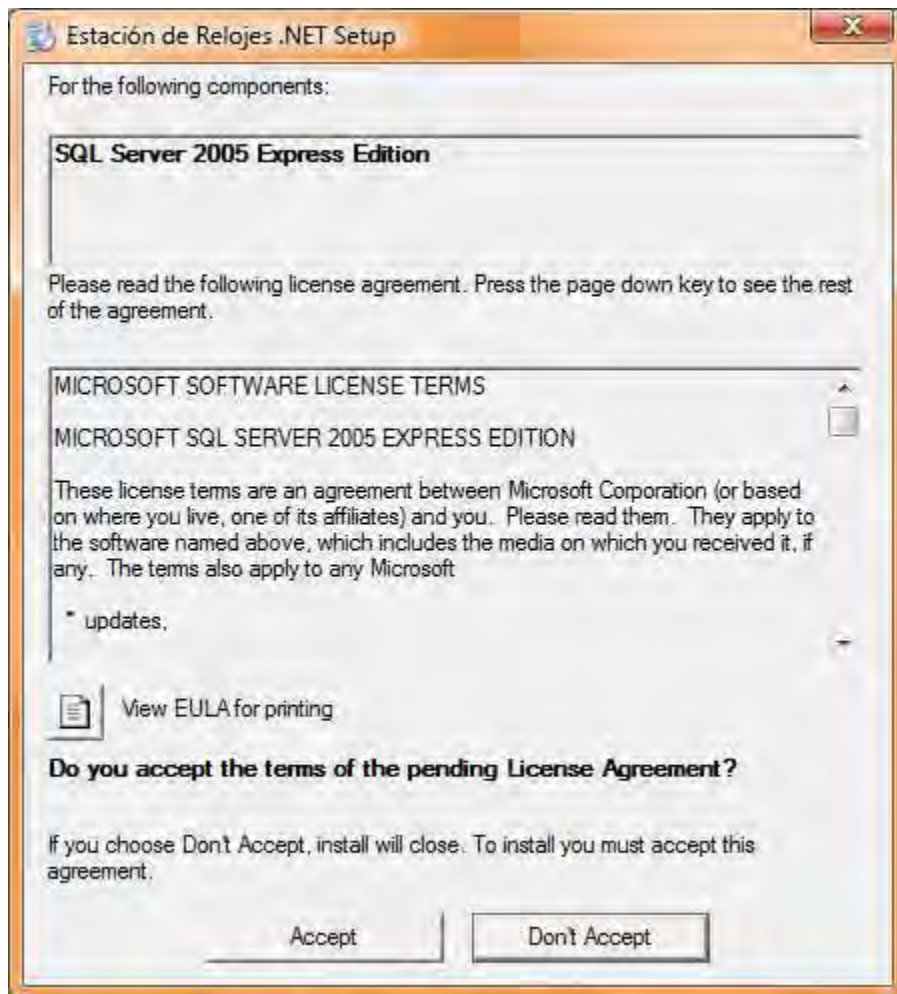 Estación de Relojes .NET Setup
For the following components:
SQL Server 2005 Express Edition
Please read the following license agreement. Press the page down key to see the rest
of the agreement.
MICROSOFT SOFTWARE LICENSE TERMS
MICROSOFT SQL SERVER 2005 EXPRESS EDITION
These license terms are an agreement between Microsoft Corporation (or based
on where you live, one of its affiliates) and you.  Please read them.  They apply to
the software named above, which includes the media on which you received it, if
any.  The terms also apply to any Microsoft
* updates,
View EULA for printing
Do you accept the terms of the pending License Agreement?
If you choose Don't Accept, install will close. To install you must accept this
agreement.
Accept
Don't Accept